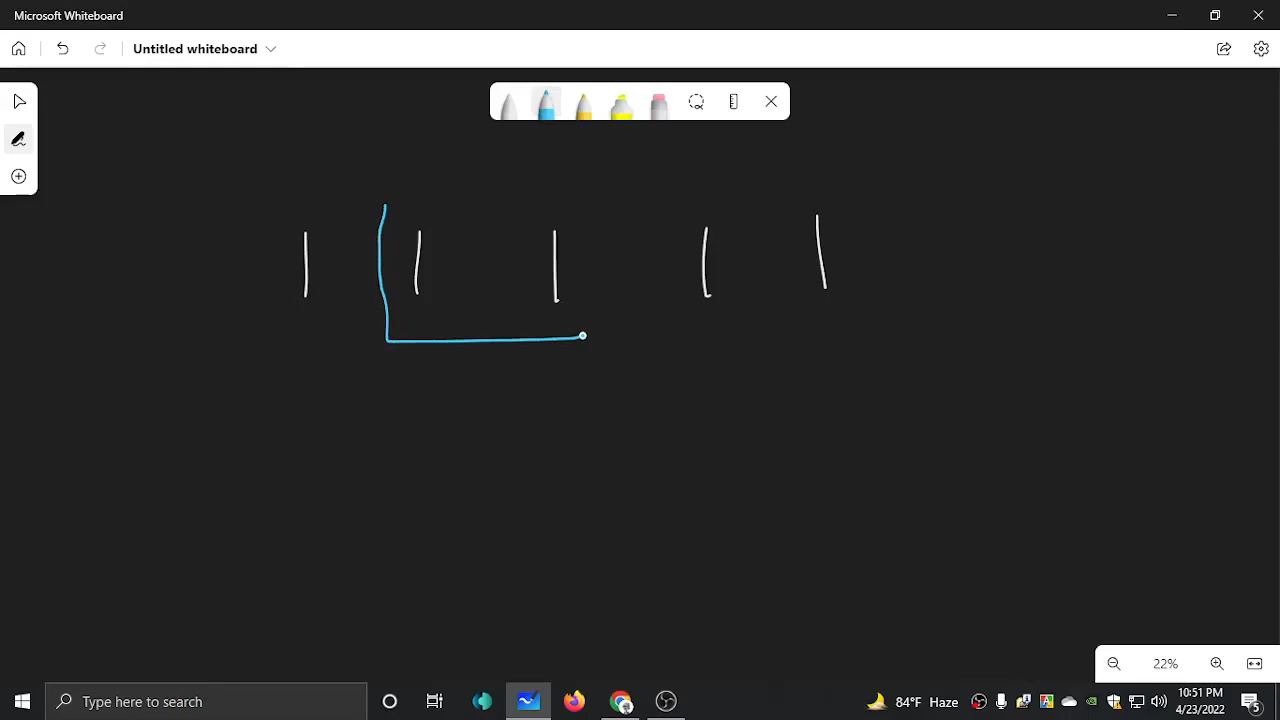 Microsoft Whiteboard
Untitled whiteboard
22%
Type here to search
84°F Haze
10:51 PM
4/23/2022
5